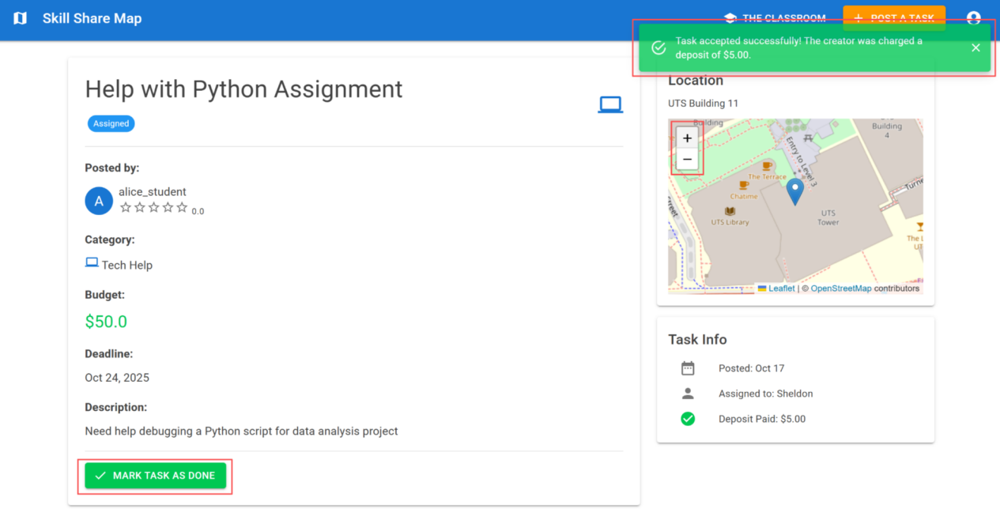 Skill Share Map
THE CLASSROOM
+ POST A TASK
Task accepted successfully! The creator was charged a
deposit of $5.00.
Help with Python Assignment
Assigned
Posted by:
A
alice_student
0.0
Category:
Tech Help
Budget:
$50.0
Deadline:
Oct 24, 2025
Description:
Need help debugging a Python script for data analysis project
MARK TASK AS DONE
Location
UTS Building 11
+
−
Building
Building
4
Entry to Level 3
The Terrace
Chatime
UTS Library
UTS
Tower
Street
Leaflet | © OpenStreetMap contributors
Task Info
Posted: Oct 17
Assigned to: Sheldon
Deposit Paid: $5.00